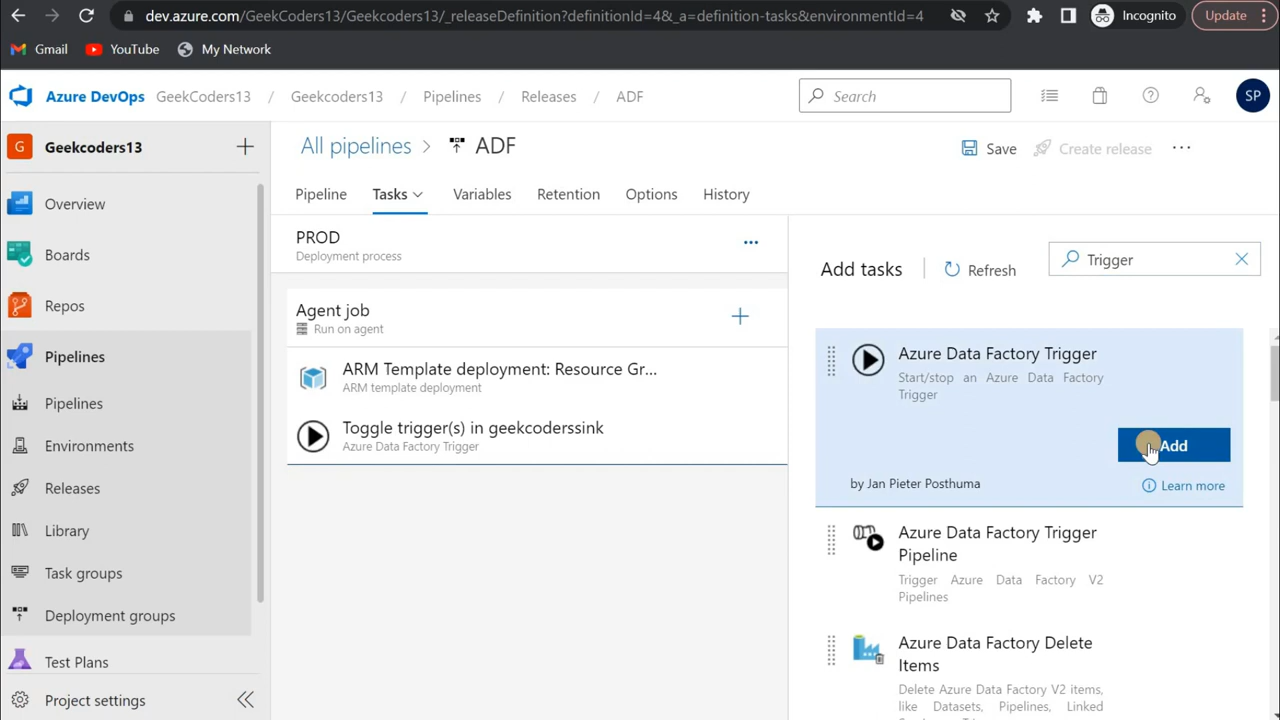 dev.azure.com/GeekCoders13/Geekcoders13/_releaseDefinition?definitionId=4&_a=definition-tasks&environmentId=4
Incognito
Update
Gmail
YouTube
My Network
Azure DevOps
GeekCoders13
/
Geekcoders13
/
Pipelines
/
Releases
/
ADF
Search
SP
G
Geekcoders13
All pipelines
ADF
Save
Create release
Pipeline
Tasks
Variables
Retention
Options
History
Overview
Boards
Repos
Pipelines
Pipelines
Environments
Releases
Library
Task groups
Deployment groups
Test Plans
Project settings
PROD
Deployment process
Agent job
Run on agent
ARM Template deployment: Resource Gr...
ARM template deployment
Toggle trigger(s) in geekcoderssink
Azure Data Factory Trigger
Add tasks
Refresh
Trigger
Azure Data Factory Trigger
Start/stop an Azure Data Factory
Trigger
Add
by Jan Pieter Posthuma
Learn more
Azure Data Factory Trigger
Pipeline
Trigger Azure Data Factory V2
Pipelines
Azure Data Factory Delete
Items
Delete Azure Data Factory V2 items,
like Datasets, Pipelines, Linked